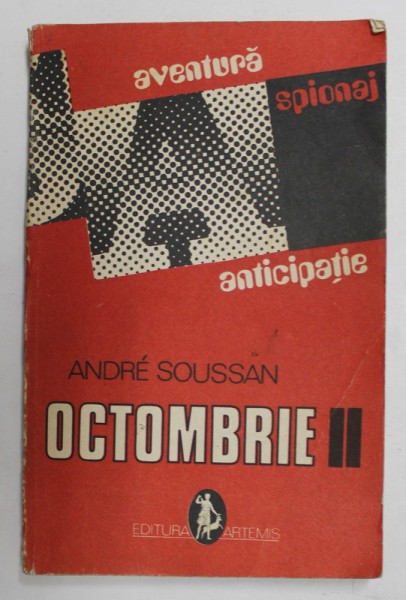 aventură
spionaj
anticipație
ANDRÉ SOUSSAN
OCTOMBRIE II
EDITURA ARTEMIS